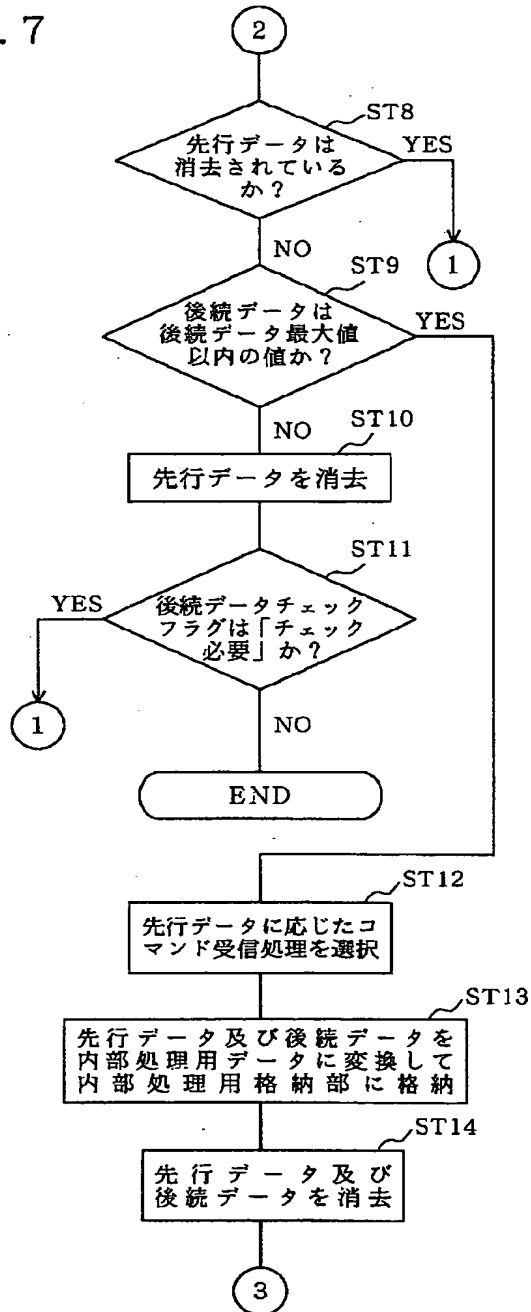 . 7
2
ST8
先行データは
消去されている
か？
YES
1
NO
ST9
後続データは
後続データ最大値
以内の値か？
YES
NO
ST10
先行データを消去
ST11
YES
後続データチェック
フラグは「チェック
必要」か？
1
NO
END
ST12
先行データに応じたコ
マンド受信処理を選択
ST13
先行データ及び後続データを
内部処理用データに変換して
内部処理用格納部に格納
ST14
先行データ及び
後続データを消去
3